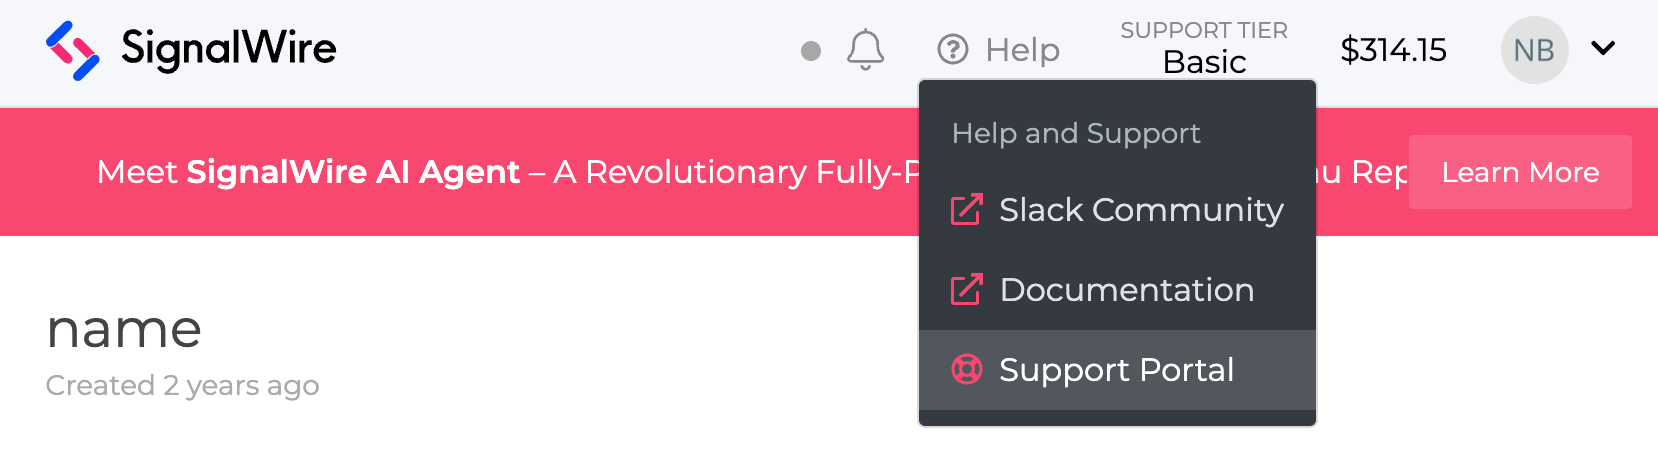 SignalWire
Help
SUPPORT TIER
Basic
$314.15
NB
Meet SignalWire AI Agent – A Revolutionary Fully-
Learn More
Help and Support
Slack Community
Documentation
Support Portal
name
Created 2 years ago